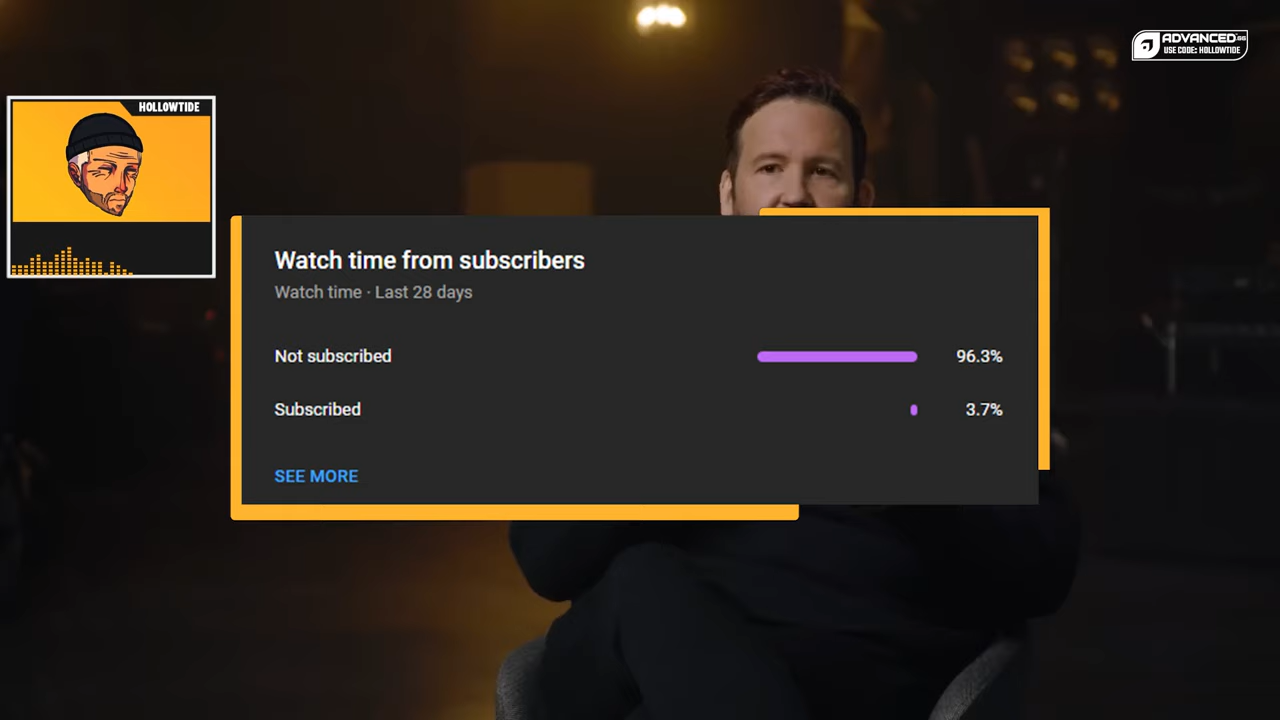 ADVANCED.GG
USE CODE: HOLLOWTIDE
HOLLOWTIDE
Watch time from subscribers
Watch time · Last 28 days
Not subscribed 96.3%
Subscribed 3.7%
SEE MORE